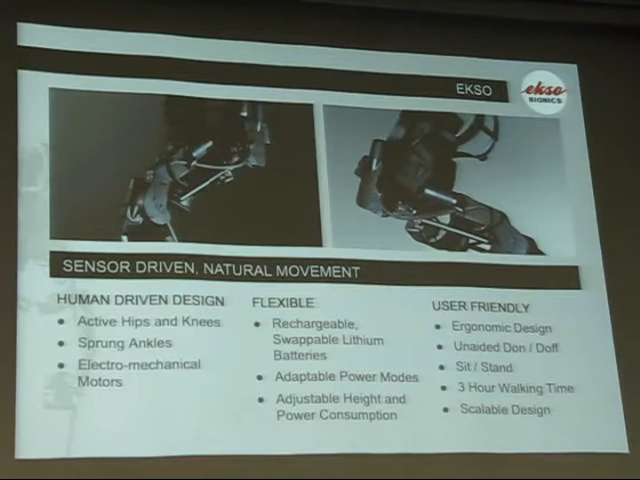 EKSO
ekso
BIONICS
SENSOR DRIVEN, NATURAL MOVEMENT
HUMAN DRIVEN DESIGN
● Active Hips and Knees
● Sprung Ankles
● Electro-mechanical
Motors
FLEXIBLE
● Rechargeable,
Swappable Lithium
Batteries
● Adaptable Power Modes
● Adjustable Height and
Power Consumption
USER FRIENDLY
● Ergonomic Design
● Unaided Don / Doff
● Sit / Stand
● 3 Hour Walking Time
● Scalable Design